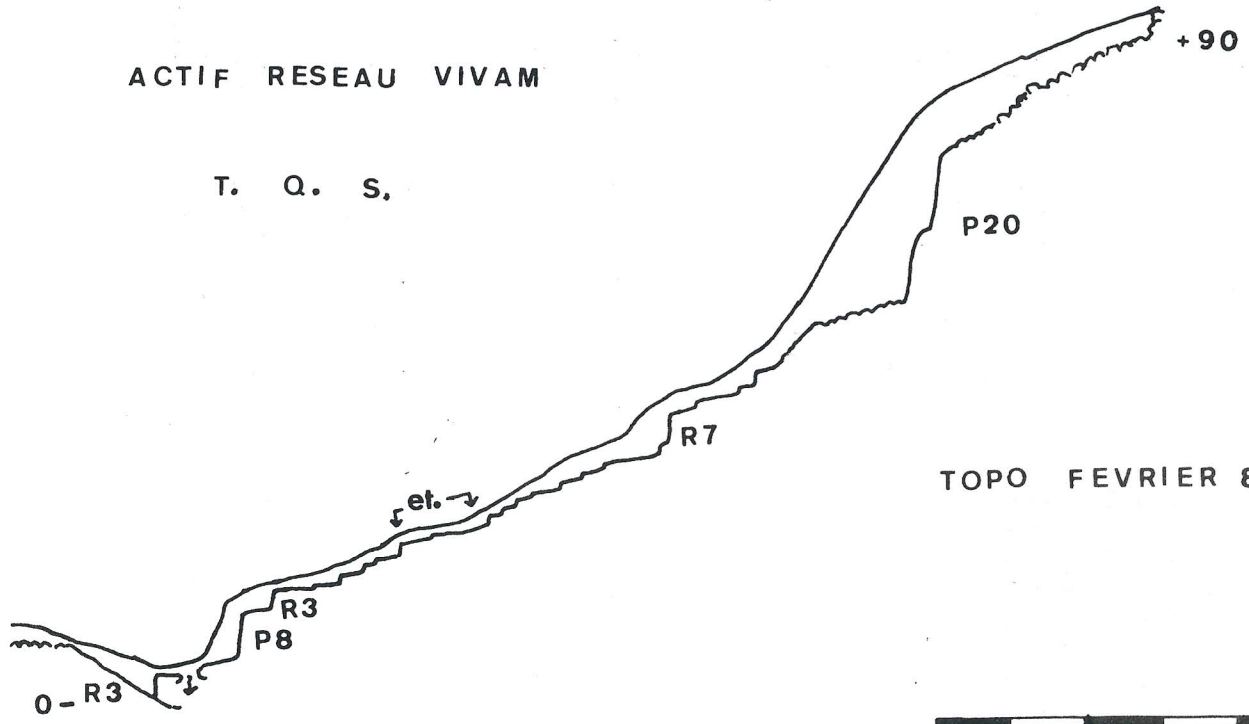 ACTIF RESEAU VIVAM
+90
T. Q. S.
P20
R7
TOPO FEVRIER
et.
R3
P8
0- R3